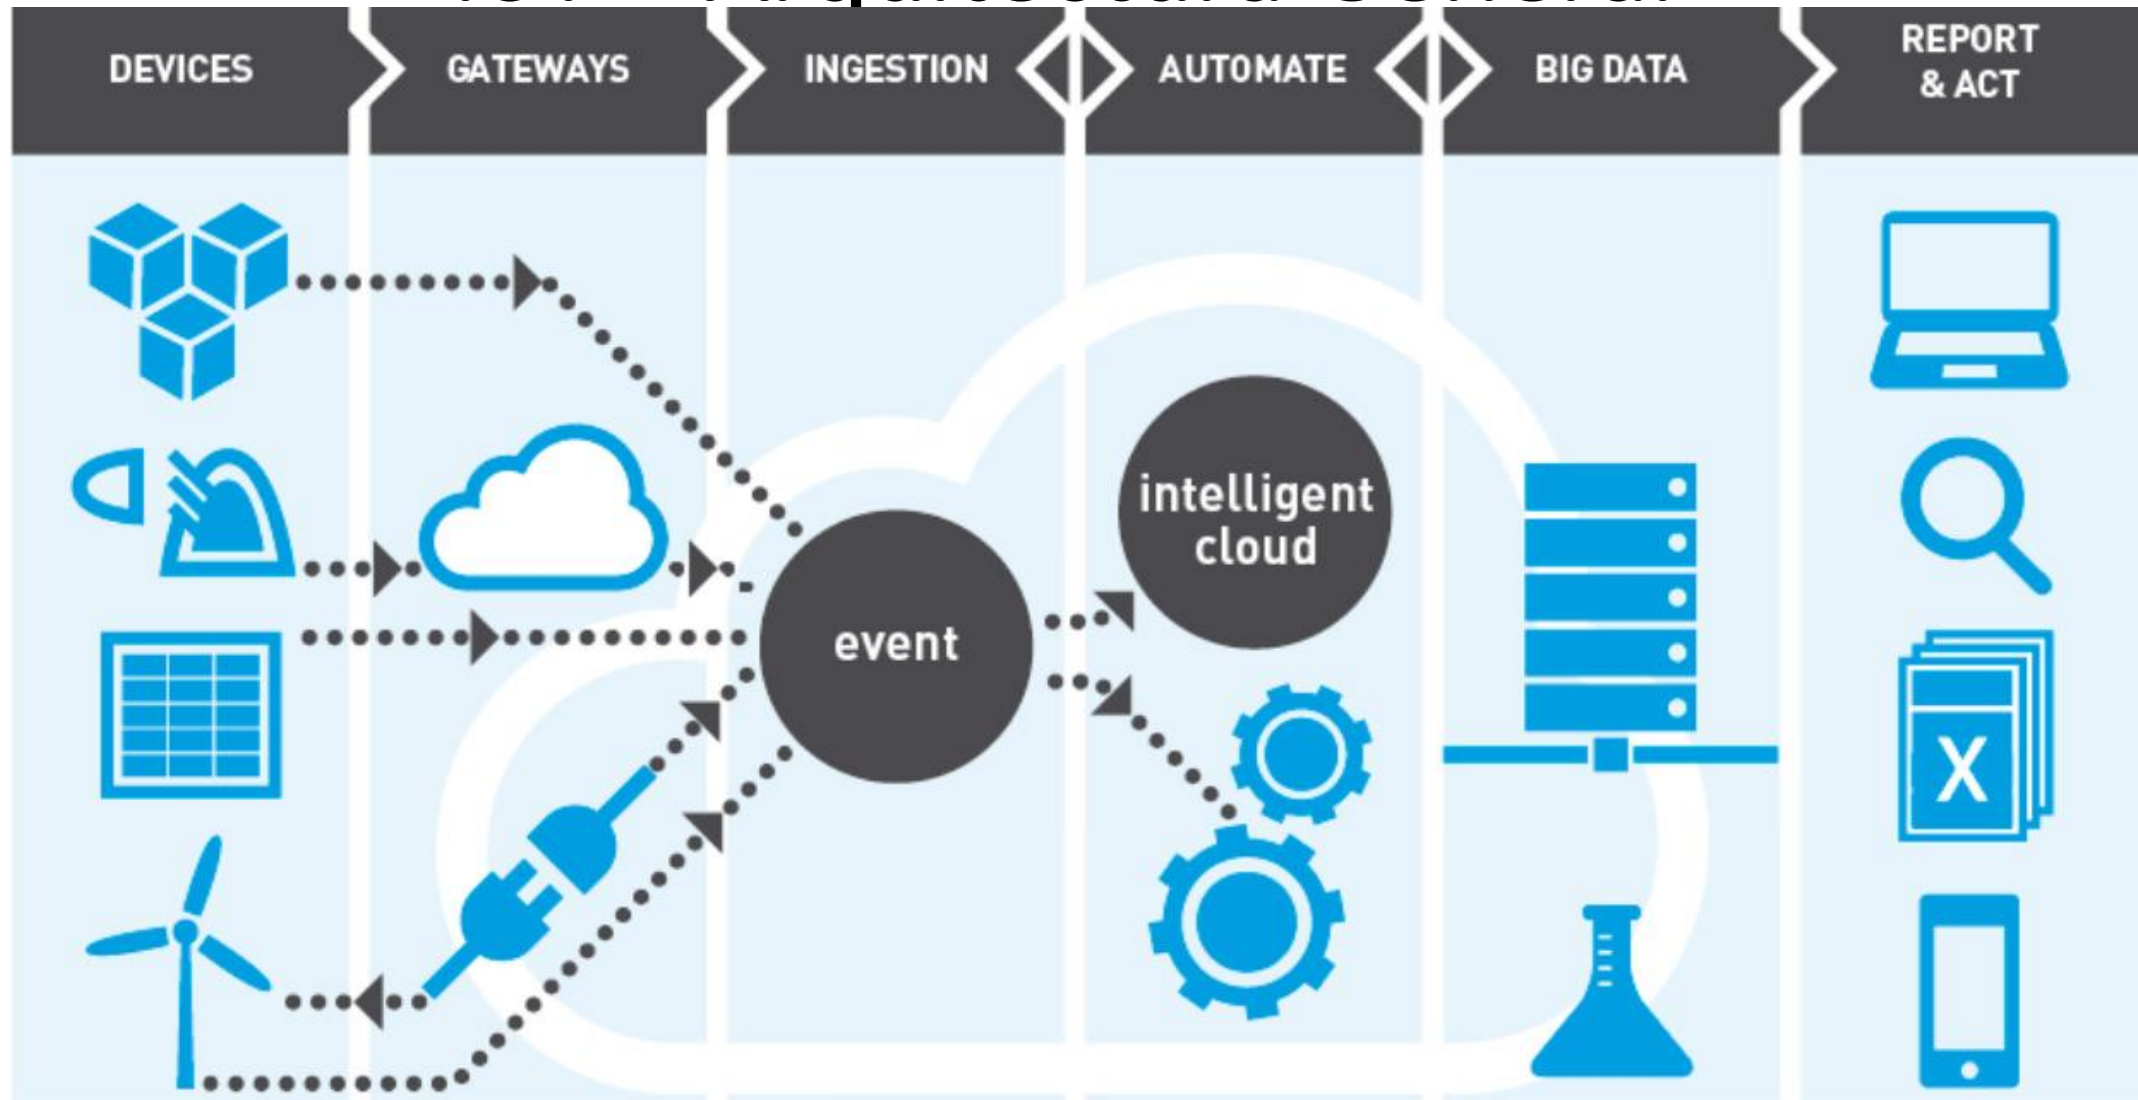 DEVICES
GATEWAYS
INGESTION
AUTOMATE
BIG DATA
REPORT
& ACT
intelligent
cloud
event
X